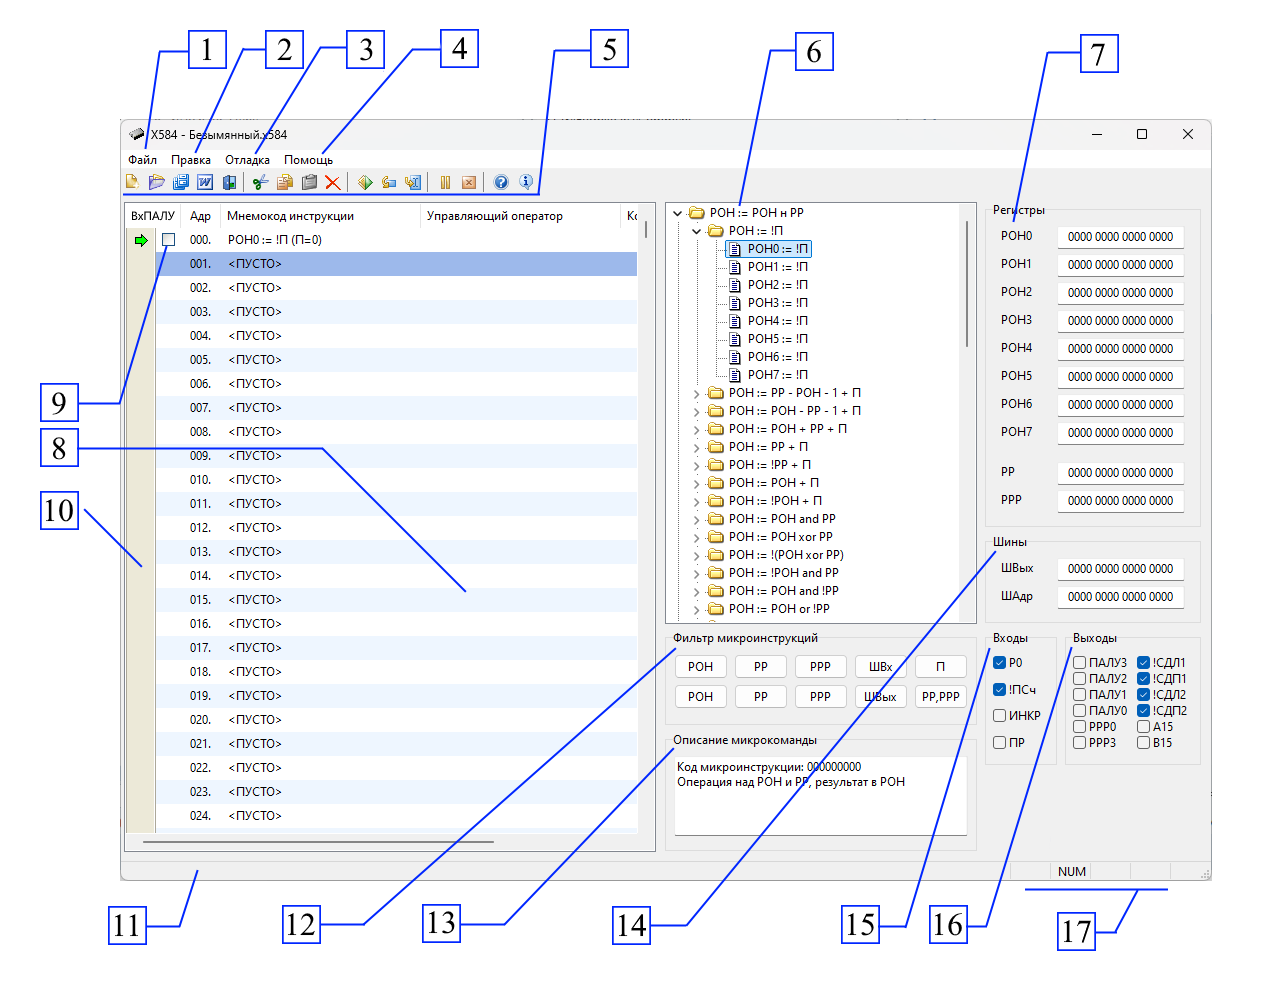 1 2 3 4 5 6 7
X584 - Безымянный.x584
Файл Правка Отладка Помощь
ВхПАЛУ Адр Мнемокод инструкции Управляющий оператор Кс
000. РОН0 := !П (П=0)
001. <ПУСТО>
002. <ПУСТО>
003. <ПУСТО>
004. <ПУСТО>
005. <ПУСТО>
006. <ПУСТО>
007. <ПУСТО>
008. <ПУСТО>
009. <ПУСТО>
010. <ПУСТО>
011. <ПУСТО>
012. <ПУСТО>
013. <ПУСТО>
014. <ПУСТО>
015. <ПУСТО>
016. <ПУСТО>
017. <ПУСТО>
018. <ПУСТО>
019. <ПУСТО>
020. <ПУСТО>
021. <ПУСТО>
022. <ПУСТО>
023. <ПУСТО>
024. <ПУСТО>
9
8
10
РОН := РОН н РР
РОН := !П
РОН0 := !П
РОН1 := !П
РОН2 := !П
РОН3 := !П
РОН4 := !П
РОН5 := !П
РОН6 := !П
РОН7 := !П
РОН := РР - РОН - 1 + П
РОН := РОН - РР - 1 + П
РОН := РОН + РР + П
РОН := РР + П
РОН := !РР + П
РОН := РОН + П
РОН := !РОН + П
РОН := РОН and РР
РОН := РОН xor РР
РОН := !(РОН xor РР)
РОН := !РОН and РР
РОН := РОН and !РР
РОН := РОН or !РР
Фильтр микроинструкций
РОН РР РРР ШВх П
РОН РР РРР ШВых РР,РРР
Описание микрокоманды
Код микроинструкции: 000000000
Операция над РОН и РР, результат в РОН
Регистры
РОН0 0000 0000 0000 0000
РОН1 0000 0000 0000 0000
РОН2 0000 0000 0000 0000
РОН3 0000 0000 0000 0000
РОН4 0000 0000 0000 0000
РОН5 0000 0000 0000 0000
РОН6 0000 0000 0000 0000
РОН7 0000 0000 0000 0000
РР 0000 0000 0000 0000
РРР 0000 0000 0000 0000
Шины
ШВых 0000 0000 0000 0000
ШАдр 0000 0000 0000 0000
Входы
Р0
!ПСч
ИНКР
ПР
Выходы
ПАЛУ3 !СДЛ1
ПАЛУ2 !СДП1
ПАЛУ1 !СДЛ2
ПАЛУ0 !СДП2
РРР0 А15
РРР3 В15
NUM
11 12 13 14 15 16 17